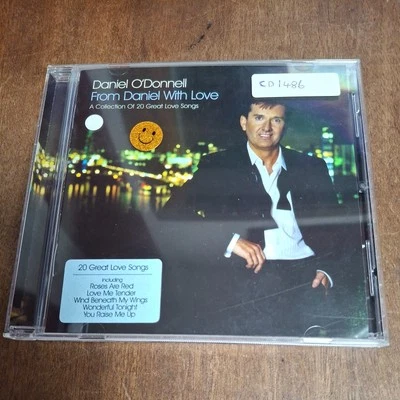 Daniel O'Donnell
From Daniel With Love
A Collection Of 20 Great Love Songs
CD1486
20 Great Love Songs
including
Roses Are Red
Love Me Tender
Wind Beneath My Wings
Wonderful Tonight
You Raise Me Up